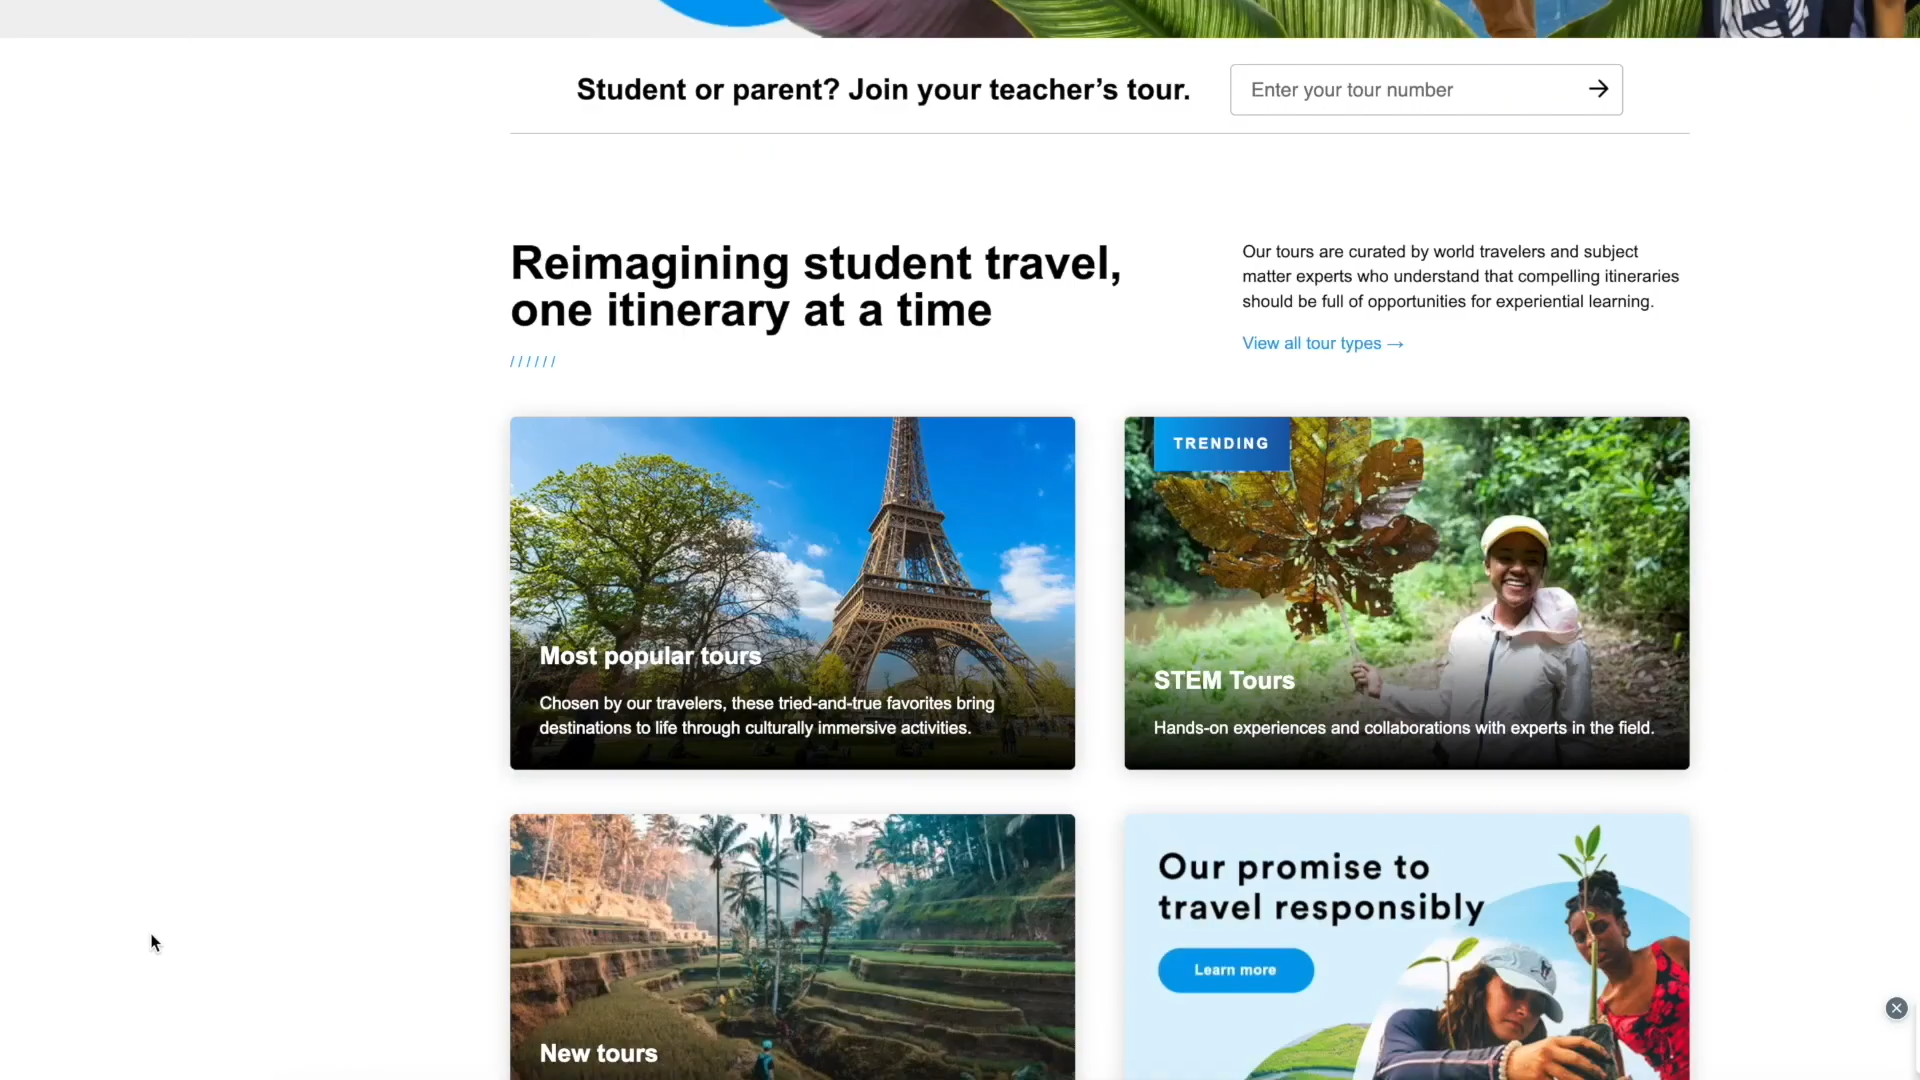 Student or parent? Join your teacher’s tour.
Enter your tour number →
Reimagining student travel,
one itinerary at a time
//////
Our tours are curated by world travelers and subject
matter experts who understand that compelling itineraries
should be full of opportunities for experiential learning.
View all tour types →
Most popular tours
Chosen by our travelers, these tried-and-true favorites bring
destinations to life through culturally immersive activities.
TRENDING
STEM Tours
Hands-on experiences and collaborations with experts in the field.
New tours
Our promise to
travel responsibly
Learn more